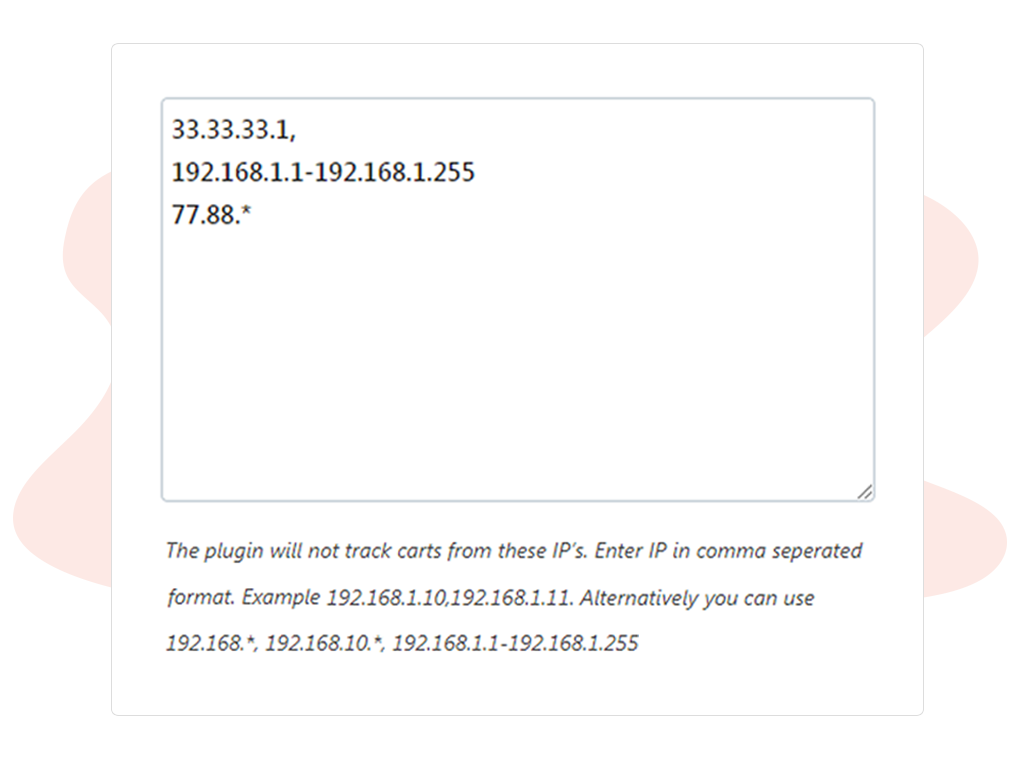 33.33.33.1,
192.168.1.1-192.168.1.255
77.88.*
The plugin will not track carts from these IP's. Enter IP in comma seperated
format. Example 192.168.1.10,192.168.1.11. Alternatively you can use
192.168.*, 192.168.10.*, 192.168.1.1-192.168.1.255